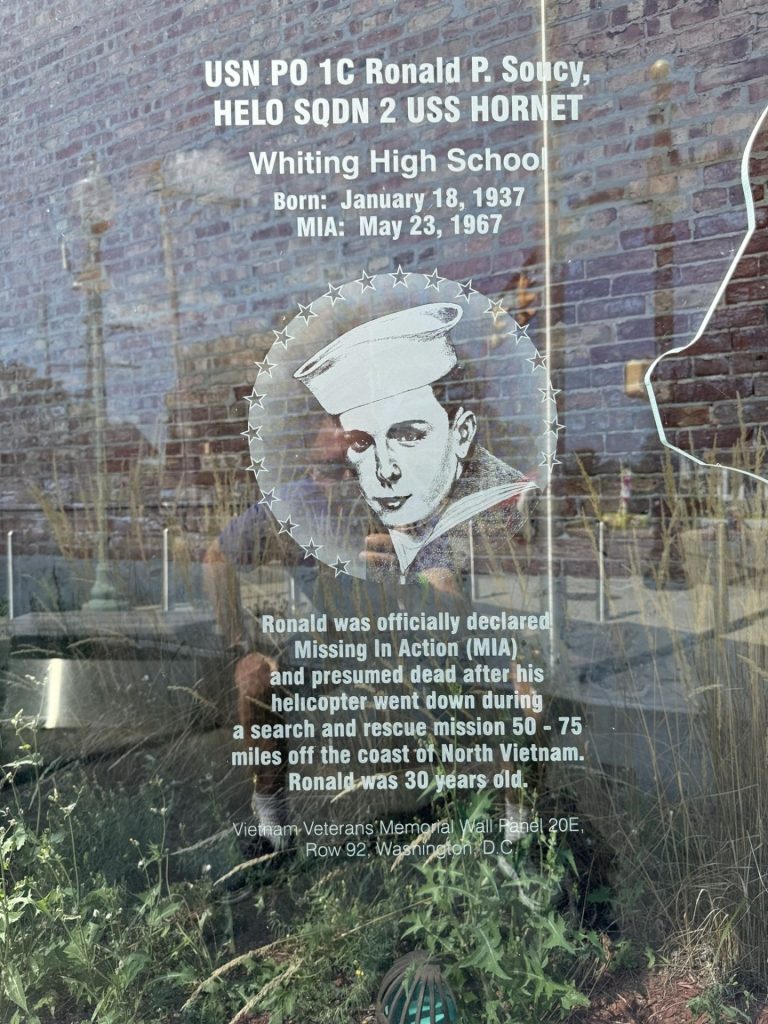 USN PO 1C Ronald P. Soucy,
HELO SQDN 2 USS HORNET
Whiting High School
Born: January 18, 1937
MIA: May 23, 1967
Ronald was officially declared
Missing In Action (MIA)
and presumed dead after his
helicopter went down during
a search and rescue mission 50 - 75
miles off the coast of North Vietnam.
Ronald was 30 years old.
Vietnam Veterans Memorial Wall Panel 20E,
Row 92, Washington, D.C.